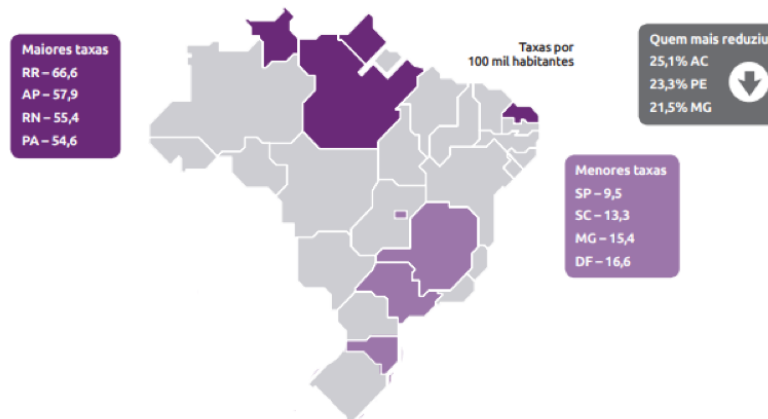 Maiores taxas
RR – 66,6
AP – 57,9
RN – 55,4
PA – 54,6
Taxas por
100 mil habitantes
Quem mais reduziu
25,1% AC
23,3% PE
21,5% MG
Menores taxas
SP – 9,5
SC – 13,3
MG – 15,4
DF – 16,6